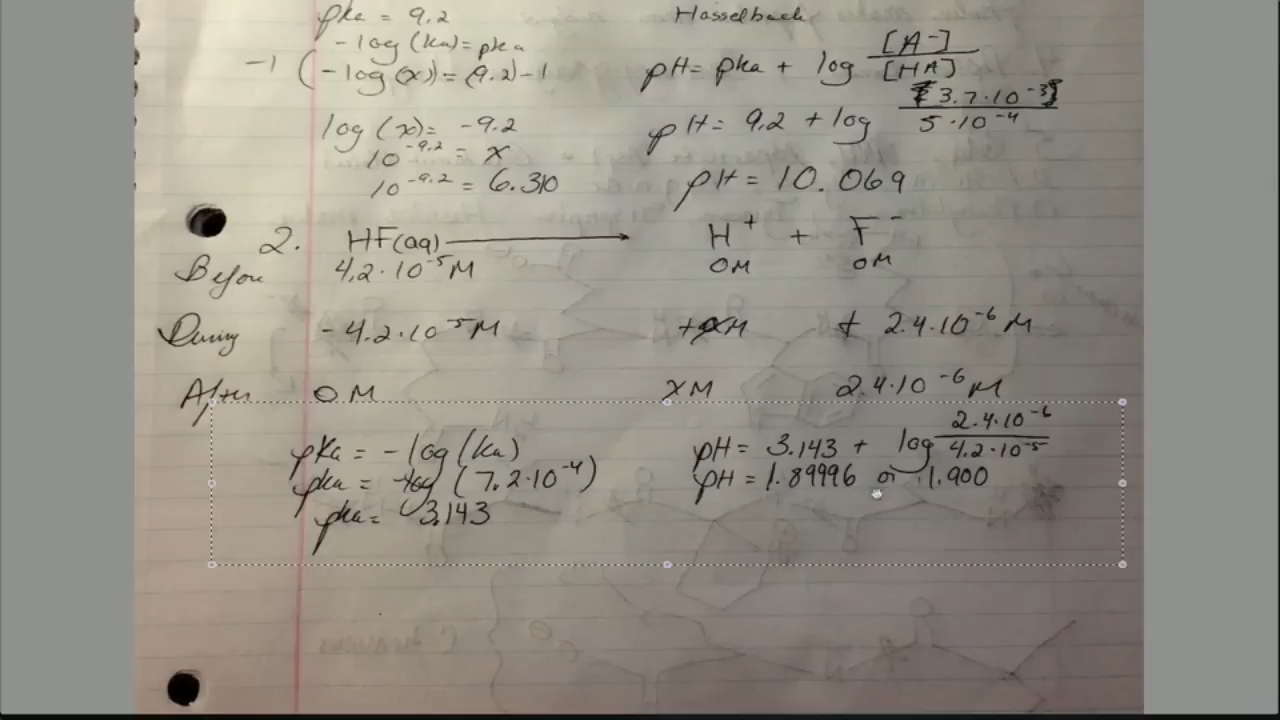 pka = 9.2
Hasselbach
-log (ka) = pka
-1 (-log (x) = (9.2) -1
pH = pka + log [A-]/[HA]
log (x) = -9.2
pH = 9.2 + log [3.7·10⁻³]/5·10⁻⁴
10⁻⁹·² = x
10⁻⁹·² = 6.310
pH = 10.069
2. HF(aq) → H⁺ + F⁻
Before 4.2·10⁻⁵ M 0M 0M
During - 4.2·10⁻⁵ M +xM + 2.4·10⁻⁶ M
After 0 M x M 2.4·10⁻⁶ M
pKa = -log (Ka)
pH = 3.143 + log 2.4·10⁻⁶/4.2·10⁻⁵
pka = -log (7.2·10⁻⁴)
pH = 1.89996 or 1.900
pka = 3.143